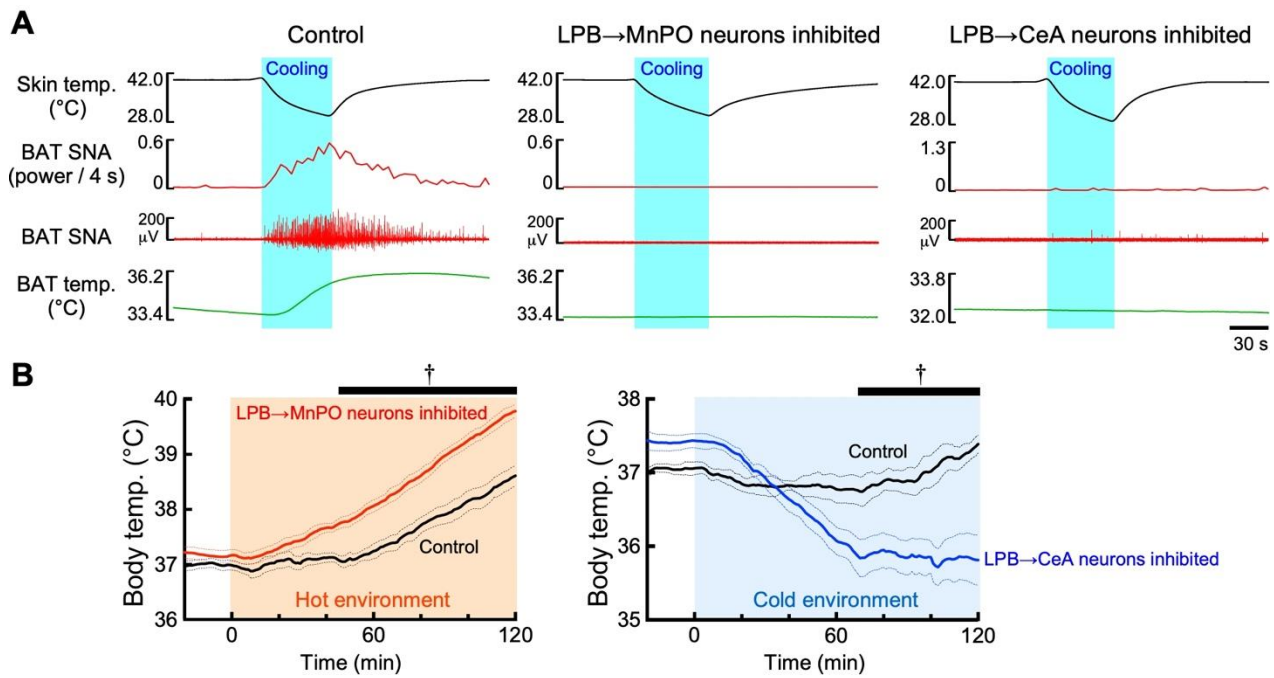 A
Control
LPB→MnPO neurons inhibited
LPB→CeA neurons inhibited
Skin temp.
(°C)
42.0
28.0
Cooling
42.0
28.0
Cooling
42.0
28.0
Cooling
BAT SNA
(power / 4 s)
0.6
0
0.6
0
1.3
0
BAT SNA
200
µV
200
µV
200
µV
BAT temp.
(°C)
36.2
33.4
36.2
33.4
33.8
32.0
30 s
B
†
Body temp. (°C)
40
39
38
37
36
LPB→MnPO neurons inhibited
Control
Hot environment
0
60
120
Time (min)
†
Body temp. (°C)
38
37
36
35
Control
LPB→CeA neurons inhibited
Cold environment
0
60
120
Time (min)